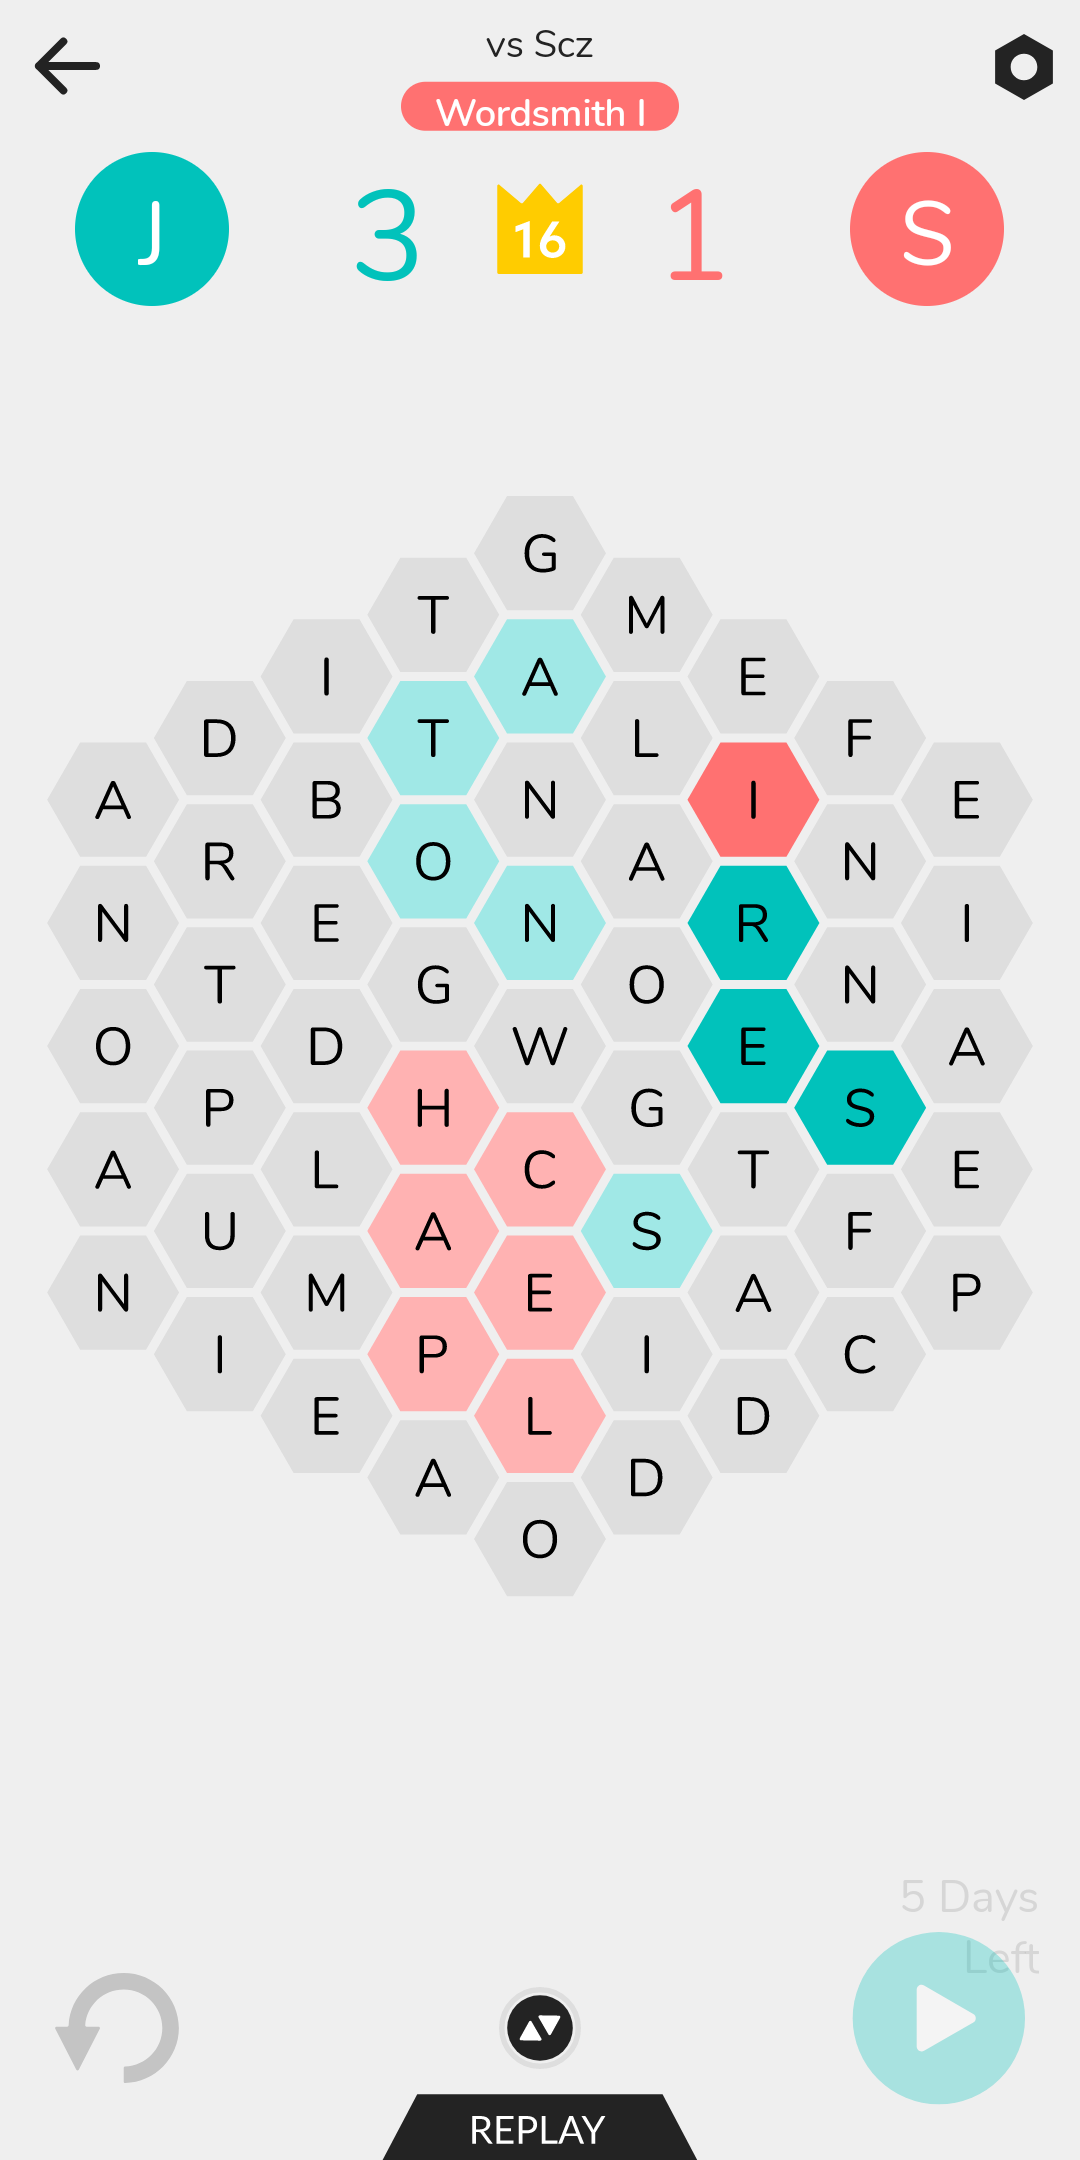 vs Scz
Wordsmith I
J 3 16 1 S
G
T M
I A E
D T L F
A B N I E
R O A N
N E N R I
T G O N
O D W E A
P H G S
A L C T E
U A S F
N M E A P
I P I C
E L D
A D
O
5 Days
Left
REPLAY